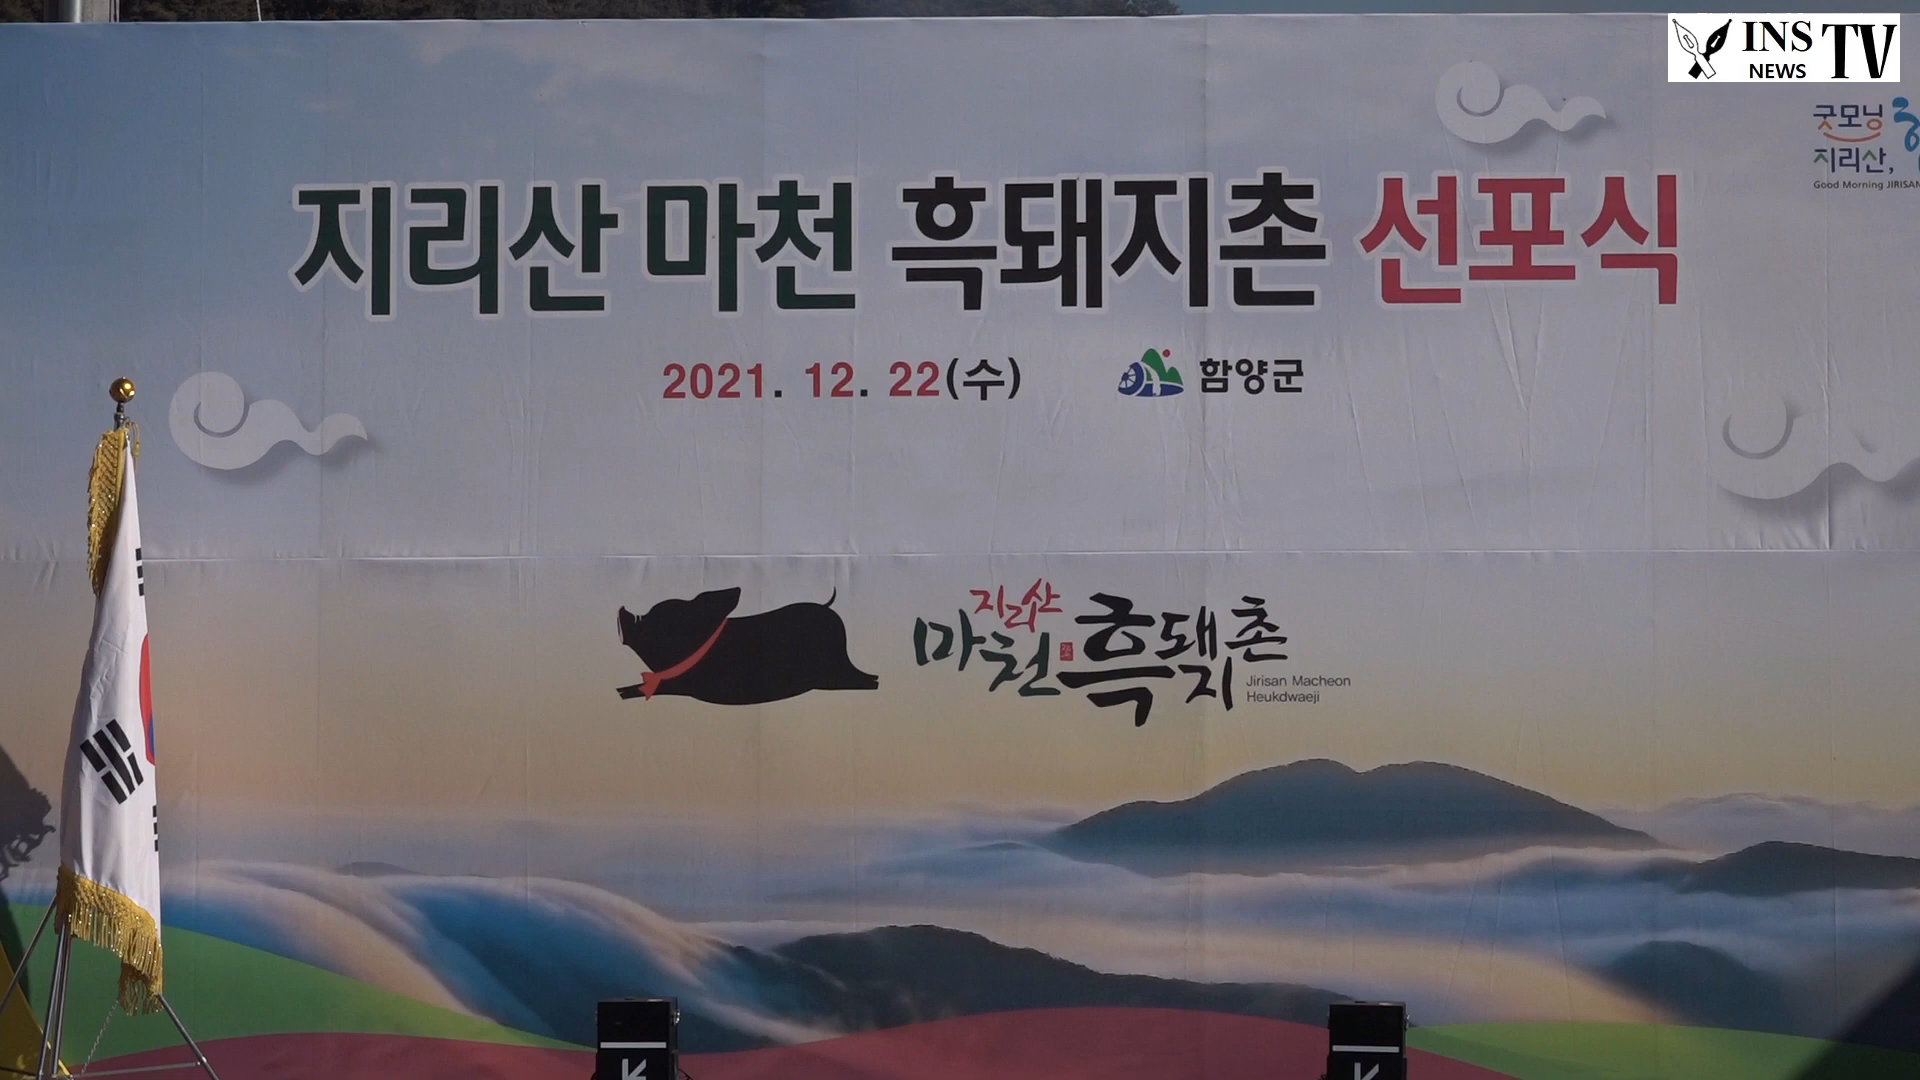 INS
NEWS
TV
굿모닝
지리산,
Good Morning JIRISAN
지리산 마천 흑돼지촌 선포식
2021. 12. 22(수)
함양군
지리산
마천 흑돼지촌
Jirisan Macheon
Heukdwaeji